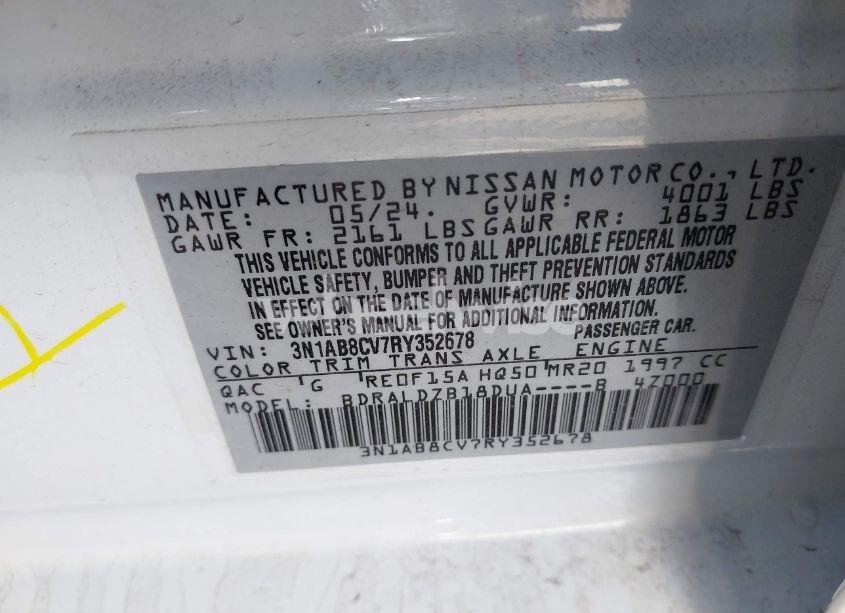 MANUFACTURED BY NISSAN MOTOR CO., LTD.
DATE: 05/24. GVWR: 4001 LBS
GAWR FR: 2161 LBS GAWR RR: 1863 LBS
THIS VEHICLE CONFORMS TO ALL APPLICABLE FEDERAL MOTOR
VEHICLE SAFETY, BUMPER AND THEFT PREVENTION STANDARDS
IN EFFECT ON THE DATE OF MANUFACTURE SHOWN ABOVE.
SEE OWNER'S MANUAL FOR ADDITIONAL INFORMATION.
VIN: 3N1AB8CV7RY352678 PASSENGER CAR.
COLOR TRIM TRANS AXLE ENGINE
QAC G RE0F15A HQ50 MR20 1997 CC
MODEL: BDRALDZB18DUA----B 4Z000
3N1AB8CV7RY352678